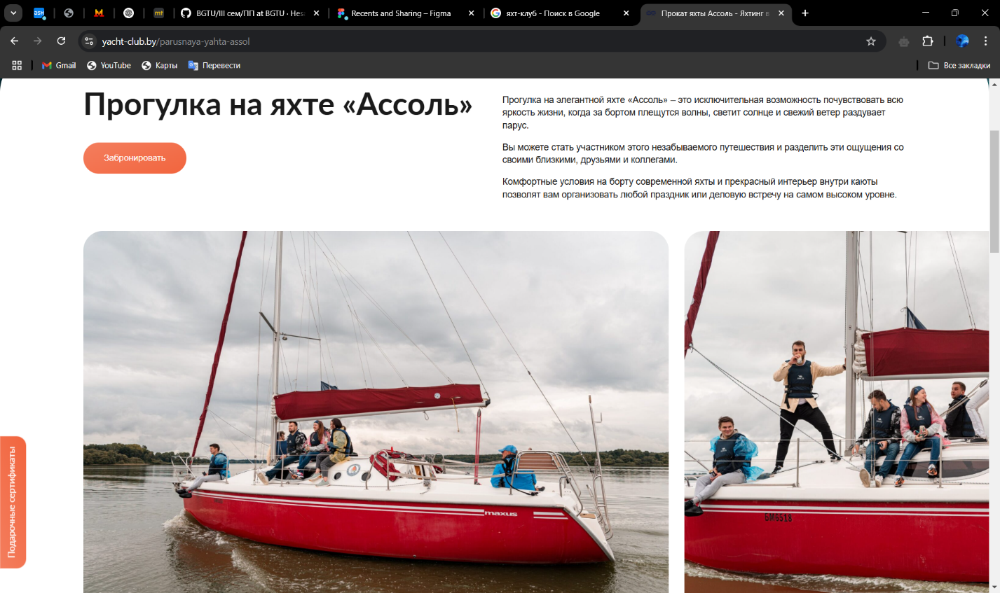 DSH
mt
BGTU/III сем/ПП at BGTU · Hes
Recents and Sharing – Figma
яхт-клуб - Поиск в Google
Прокат яхты Ассоль - Яхтинг в
yacht-club.by/parusnaya-yahta-assol
Gmail
YouTube
Карты
Перевести
Все закладки
Прогулка на яхте «Ассоль»
Забронировать
Прогулка на элегантной яхте «Ассоль» – это исключительная возможность почувствовать всю
яркость жизни, когда за бортом плещутся волны, светит солнце и свежий ветер раздувает
парус.
Вы можете стать участником этого незабываемого путешествия и разделить эти ощущения со
своими близкими, друзьями и коллегами.
Комфортные условия на борту современной яхты и прекрасный интерьер внутри каюты
позволят вам организовать любой праздник или деловую встречу на самом высоком уровне.
maxus
БМ6518
Подарочные сертификаты